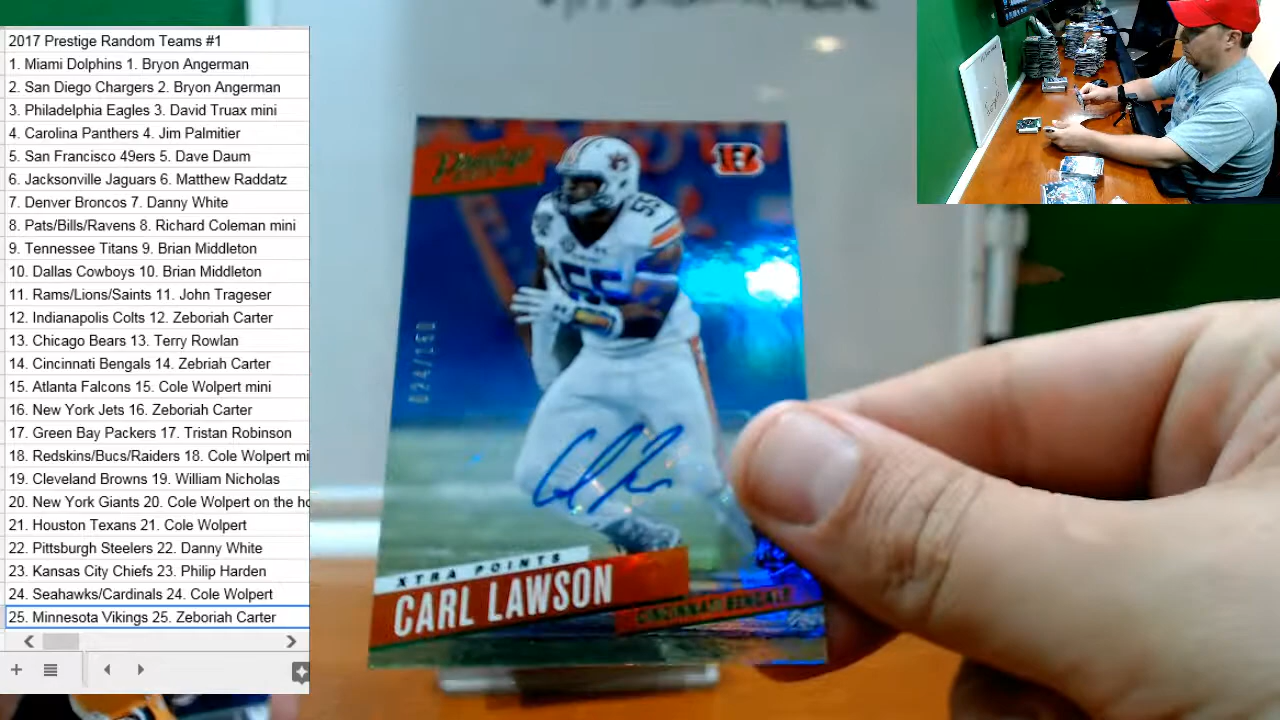 2017 Prestige Random Teams #1
1. Miami Dolphins 1. Bryon Angerman
2. San Diego Chargers 2. Bryon Angerman
3. Philadelphia Eagles 3. David Truax mini
4. Carolina Panthers 4. Jim Palmitier
5. San Francisco 49ers 5. Dave Daum
6. Jacksonville Jaguars 6. Matthew Raddatz
7. Denver Broncos 7. Danny White
8. Pats/Bills/Ravens 8. Richard Coleman mini
9. Tennessee Titans 9. Brian Middleton
10. Dallas Cowboys 10. Brian Middleton
11. Rams/Lions/Saints 11. John Trageser
12. Indianapolis Colts 12. Zeboriah Carter
13. Chicago Bears 13. Terry Rowlan
14. Cincinnati Bengals 14. Zebriah Carter
15. Atlanta Falcons 15. Cole Wolpert mini
16. New York Jets 16. Zeboriah Carter
17. Green Bay Packers 17. Tristan Robinson
18. Redskins/Bucs/Raiders 18. Cole Wolpert mi
19. Cleveland Browns 19. William Nicholas
20. New York Giants 20. Cole Wolpert on the ho
21. Houston Texans 21. Cole Wolpert
22. Pittsburgh Steelers 22. Danny White
23. Kansas City Chiefs 23. Philip Harden
24. Seahawks/Cardinals 24. Cole Wolpert
25. Minnesota Vikings 25. Zeboriah Carter
Prestige
B
55
55
024/150
XTRA POINTS
CARL LAWSON
CINCINNATI BENGALS